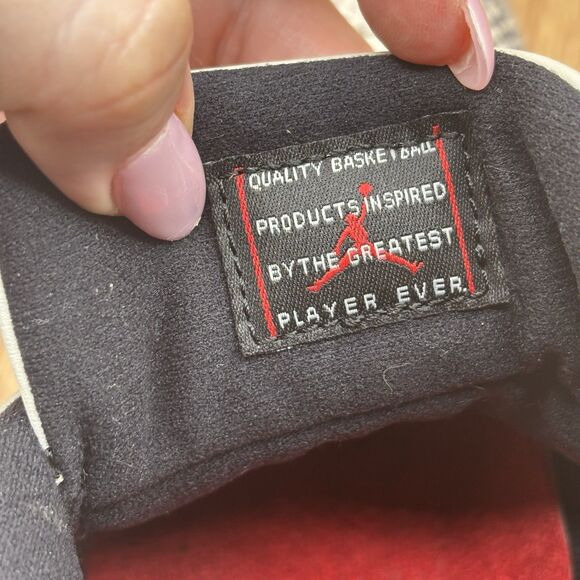 QUALITY BASKETBALL
PRODUCTS INSPIRED
BY THE GREATEST
PLAYER EVER.